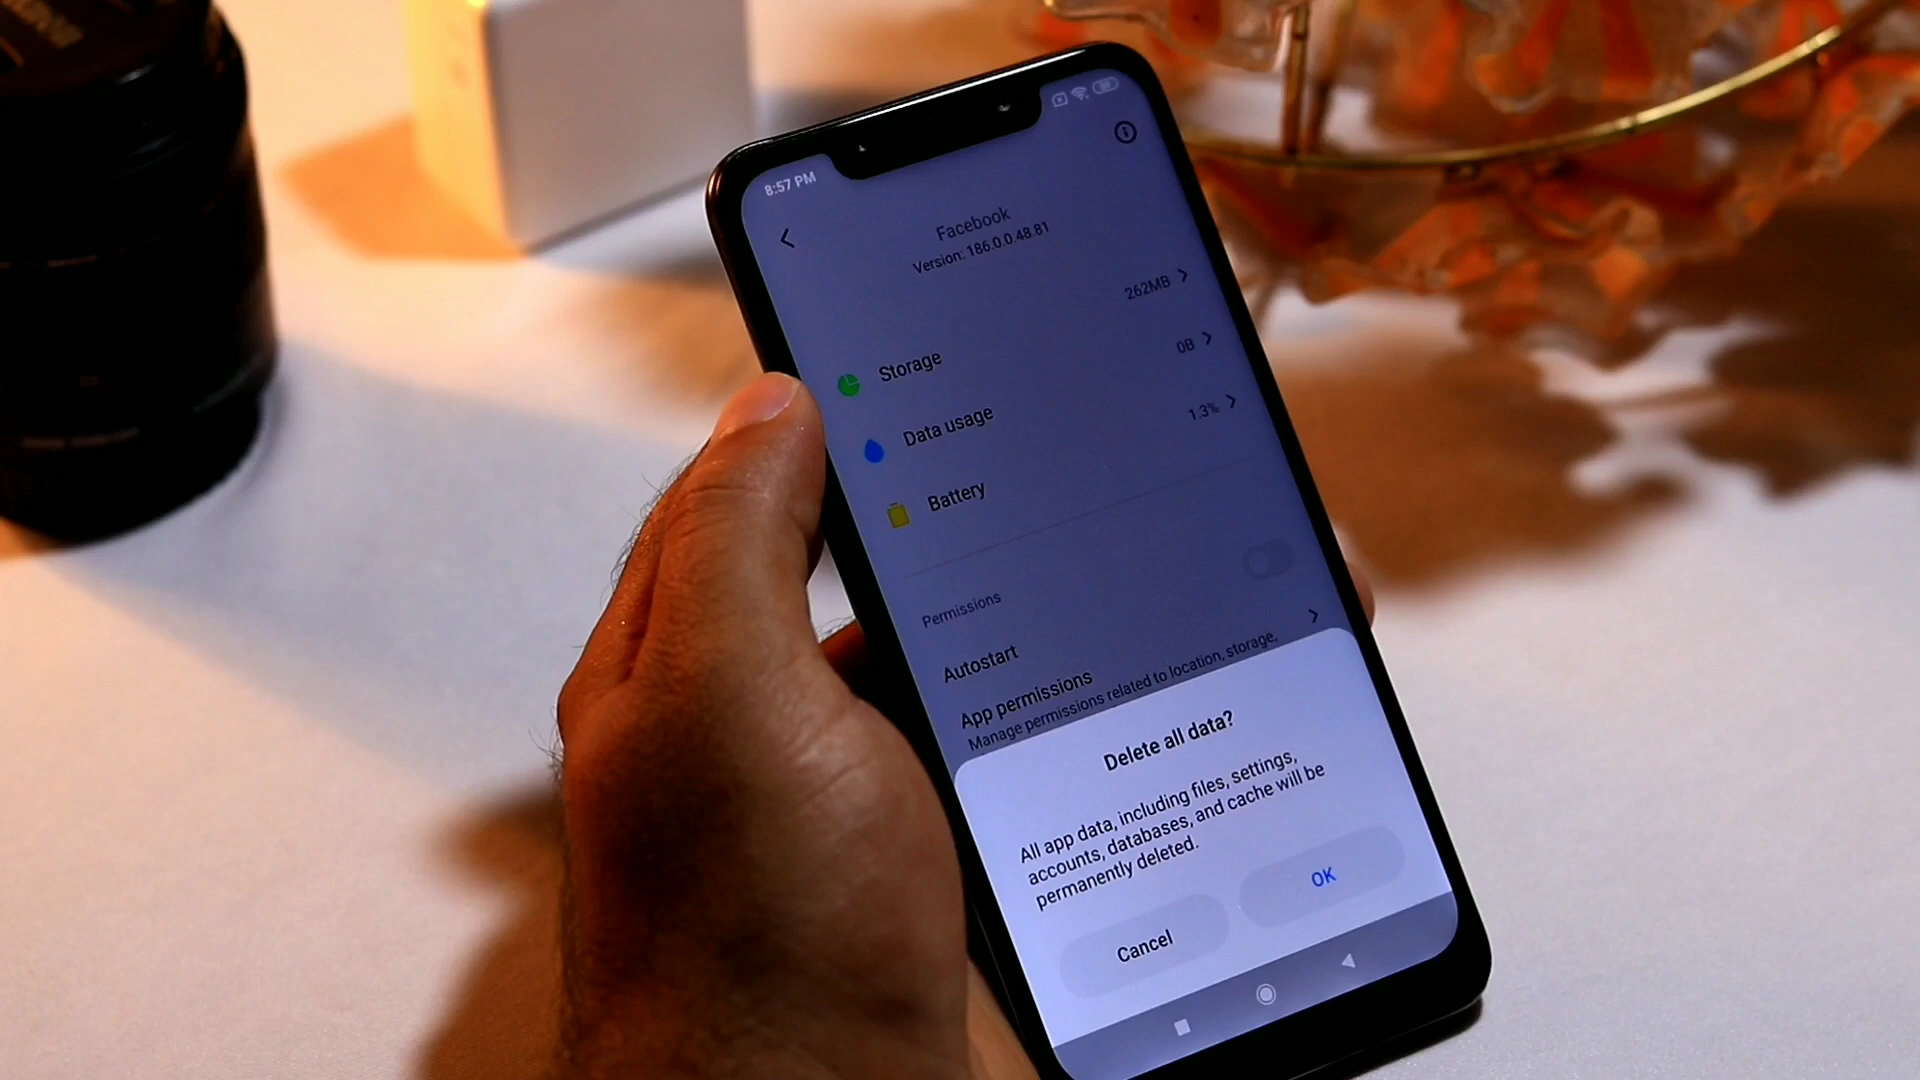 8:57 PM
Facebook
Version: 186.0.0.48.81
Storage
262MB
Data usage
0B
Battery
1.3%
Permissions
Autostart
App permissions
Manage permissions related to location, storage,
Delete all data?
All app data, including files, settings,
accounts, databases, and cache will be
permanently deleted.
Cancel
OK